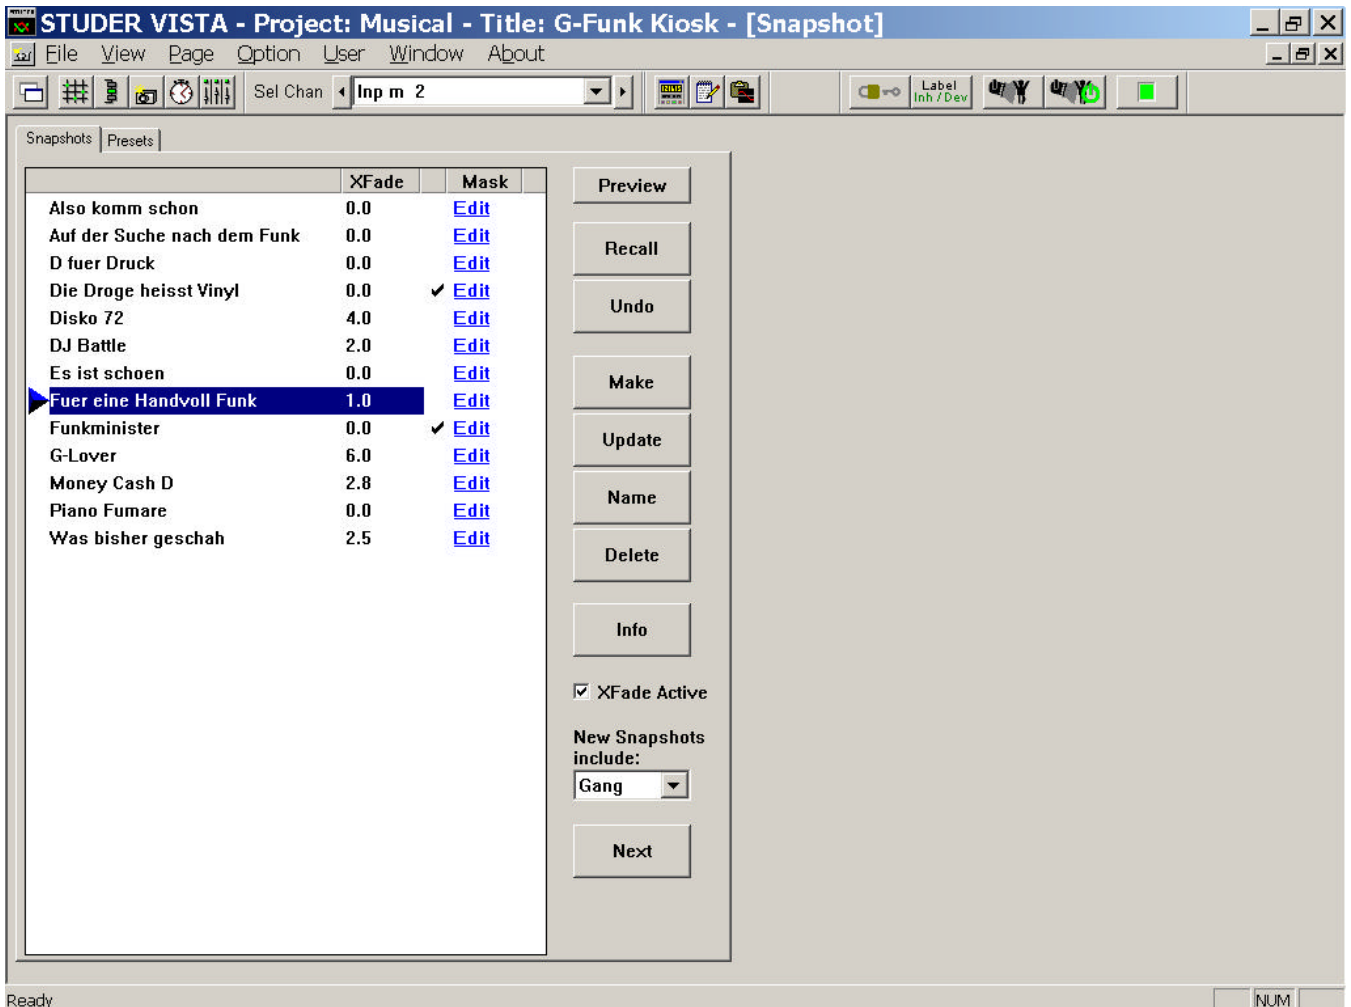 STUDER VISTA - Project: Musical - Title: G-Funk Kiosk - [Snapshot]
File View Page Option User Window About
Sel Chan Inp m 2 Label
Inh / Dev
Snapshots Presets
XFade Mask
Also komm schon 0.0 Edit
Auf der Suche nach dem Funk 0.0 Edit
D fuer Druck 0.0 Edit
Die Droge heisst Vinyl 0.0 ✓ Edit
Disko 72 4.0 Edit
DJ Battle 2.0 Edit
Es ist schoen 0.0 Edit
Fuer eine Handvoll Funk 1.0 Edit
Funkminister 0.0 ✓ Edit
G-Lover 6.0 Edit
Money Cash D 2.8 Edit
Piano Fumare 0.0 Edit
Was bisher geschah 2.5 Edit
Preview
Recall
Undo
Make
Update
Name
Delete
Info
XFade Active
New Snapshots
include:
Gang
Next
Ready NUM